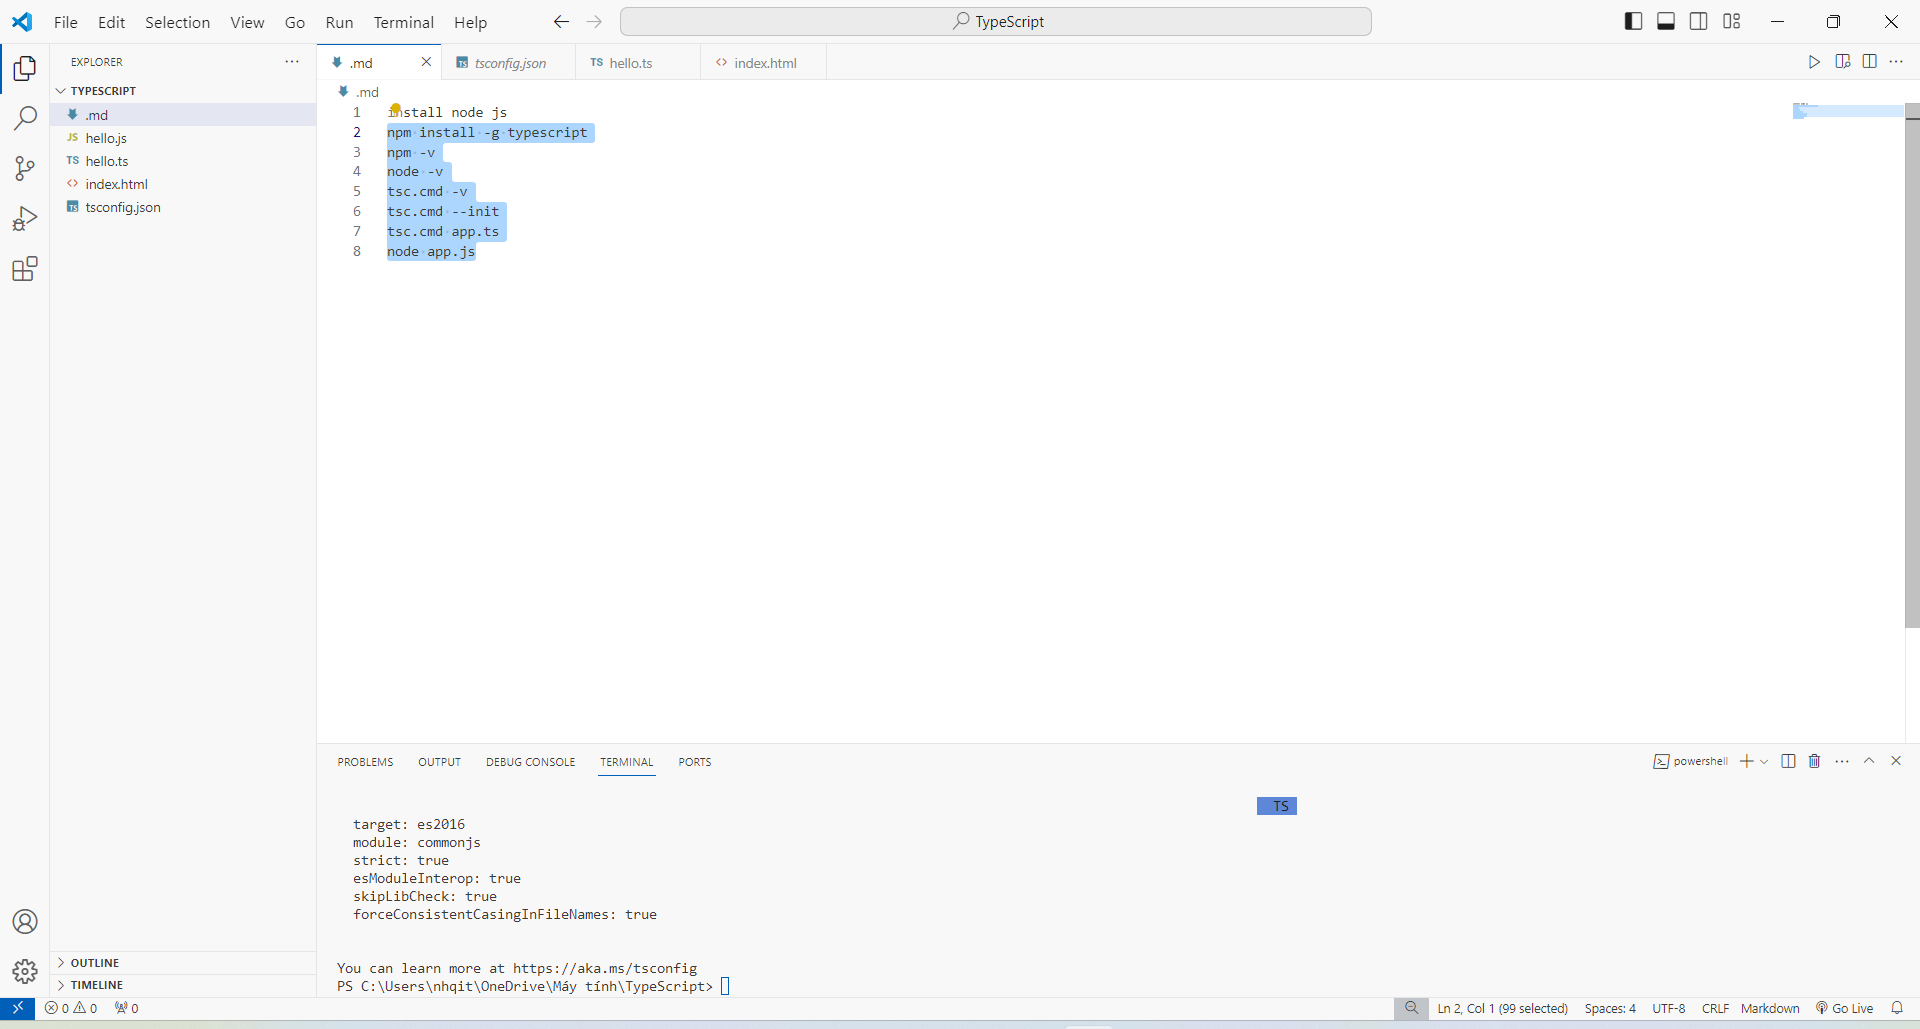 File Edit Selection View Go Run Terminal Help
TypeScript
EXPLORER
TYPESCRIPT
.md
JS hello.js
TS hello.ts
<> index.html
TS tsconfig.json
OUTLINE
TIMELINE
.md
TS tsconfig.json
TS hello.ts
<> index.html
.md
1 install node js
2 npm install -g typescript
3 npm -v
4 node -v
5 tsc.cmd -v
6 tsc.cmd --init
7 tsc.cmd app.ts
8 node app.js
PROBLEMS OUTPUT DEBUG CONSOLE TERMINAL PORTS
powershell
TS
target: es2016
module: commonjs
strict: true
esModuleInterop: true
skipLibCheck: true
forceConsistentCasingInFileNames: true
You can learn more at https://aka.ms/tsconfig
PS C:\Users\nhqit\OneDrive\Máy tính\TypeScript>
0 0 0
Ln 2, Col 1 (99 selected) Spaces: 4 UTF-8 CRLF Markdown Go Live